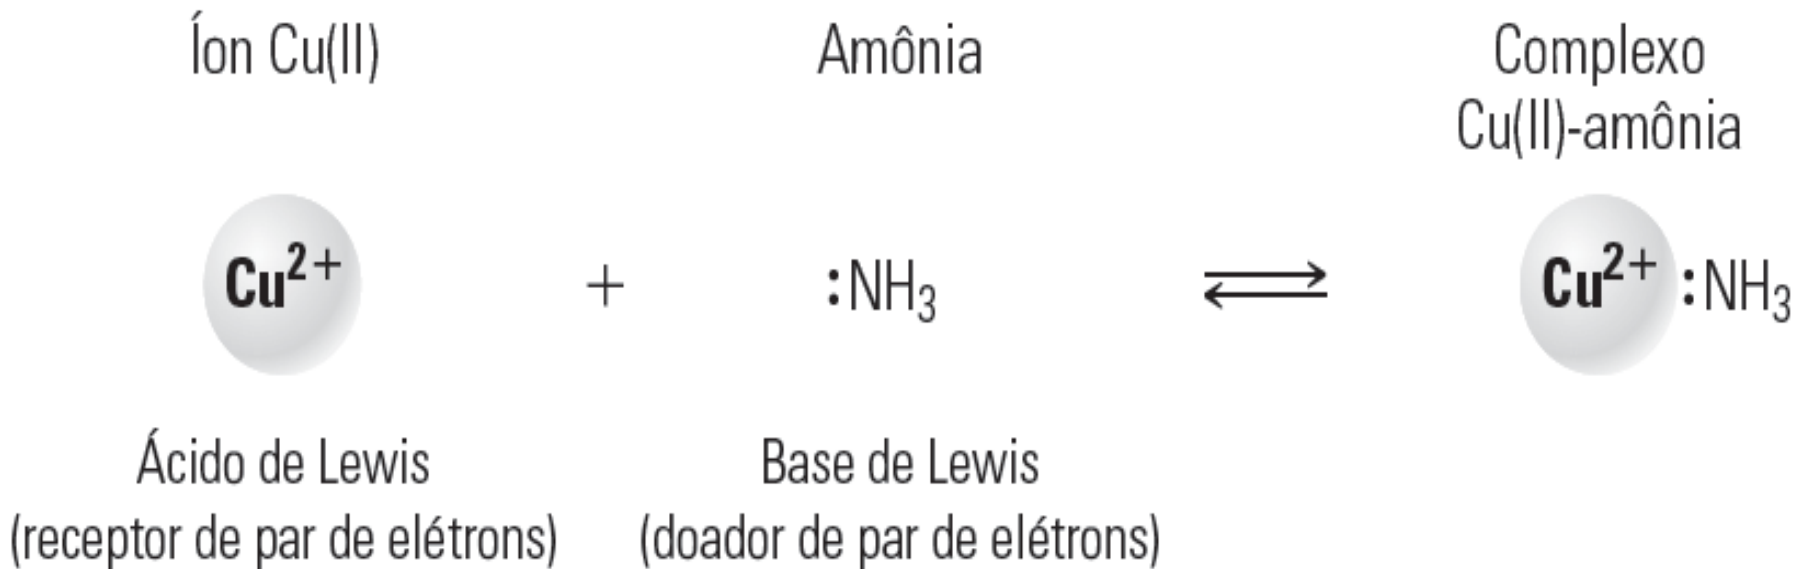 Íon Cu(II) Amônia Complexo
Cu(II)-amônia
Cu²⁺ + :NH₃ ⇌ Cu²⁺ :NH₃
Ácido de Lewis Base de Lewis
(receptor de par de elétrons) (doador de par de elétrons)